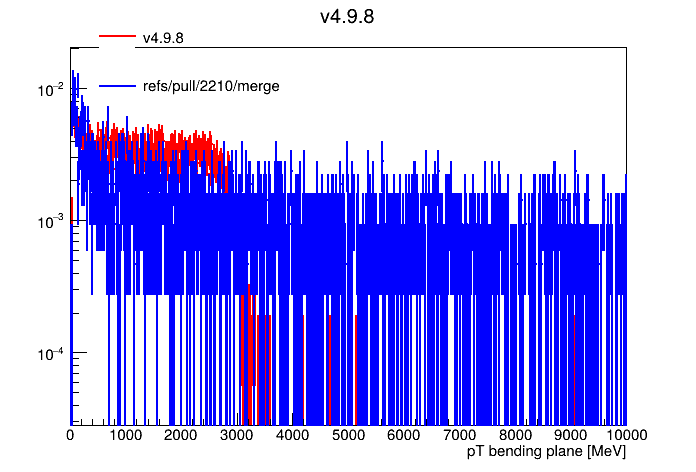 v4.9.8
v4.9.8
refs/pull/2210/merge
10⁻²
10⁻³
10⁻⁴
0 1000 2000 3000 4000 5000 6000 7000 8000 9000 10000
pT bending plane [MeV]